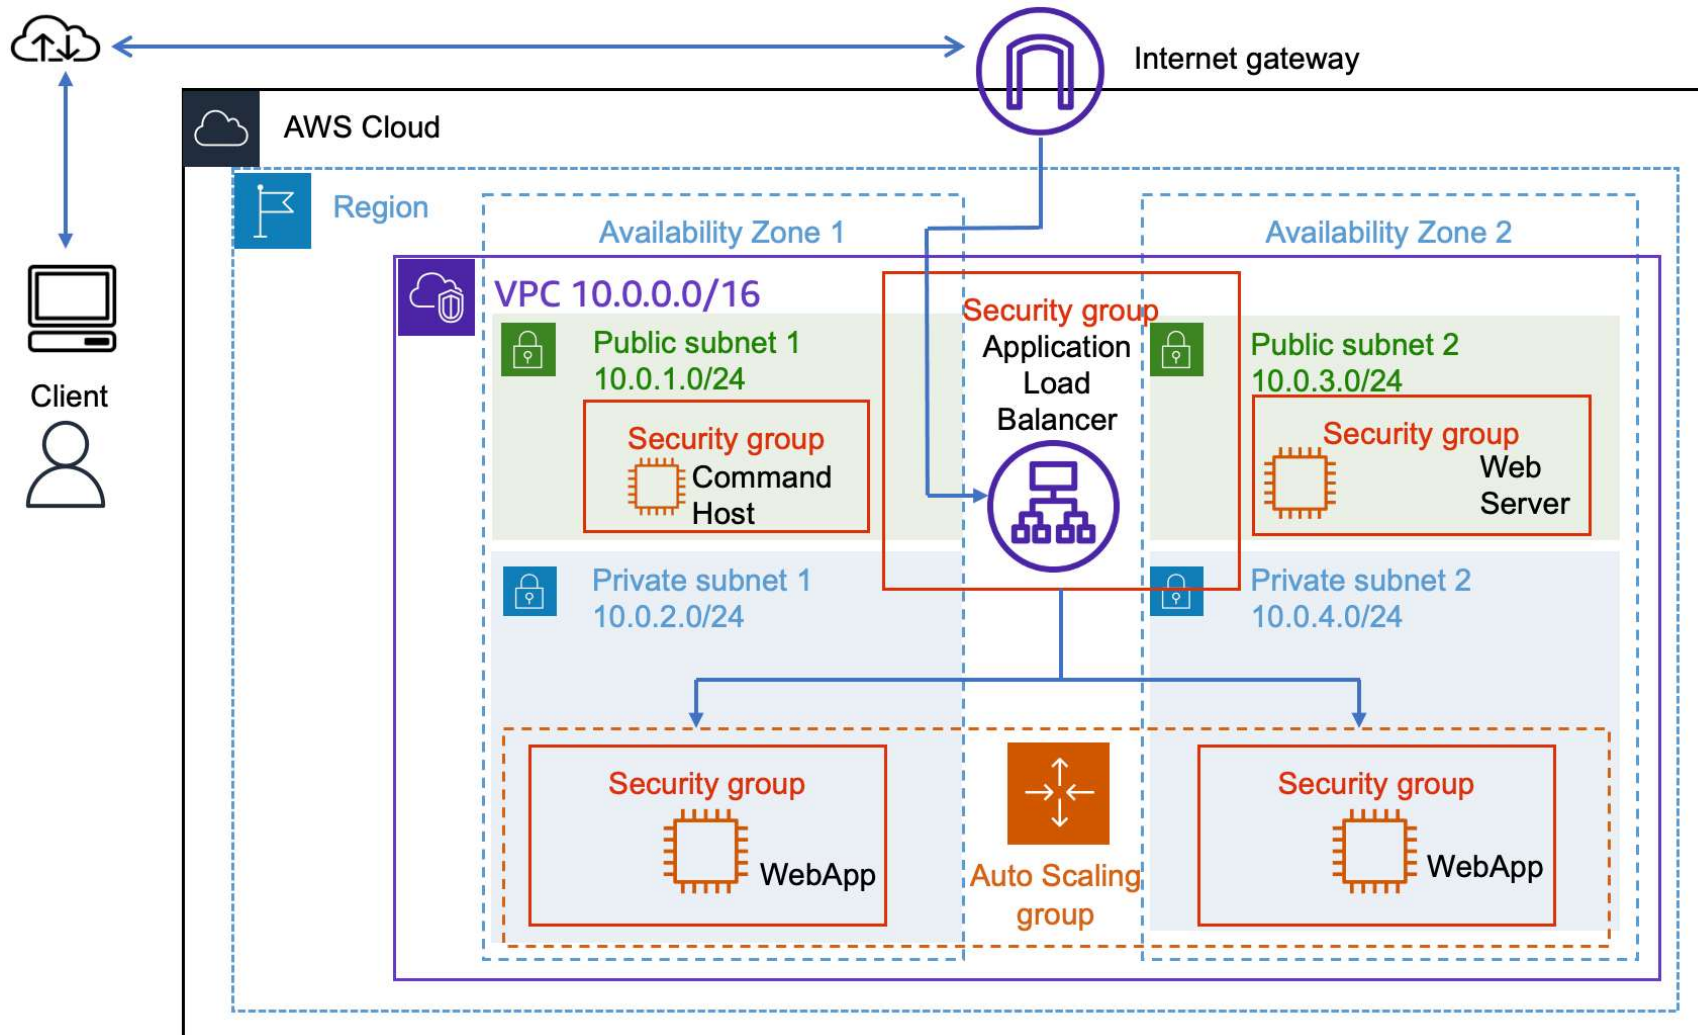 Internet gateway
AWS Cloud
Region
Availability Zone 1
Availability Zone 2
VPC 10.0.0.0/16
Security group
Application
Load
Balancer
Public subnet 1
10.0.1.0/24
Security group
Command
Host
Public subnet 2
10.0.3.0/24
Security group
Web
Server
Client
Private subnet 1
10.0.2.0/24
Private subnet 2
10.0.4.0/24
Security group
WebApp
Auto Scaling
group
Security group
WebApp